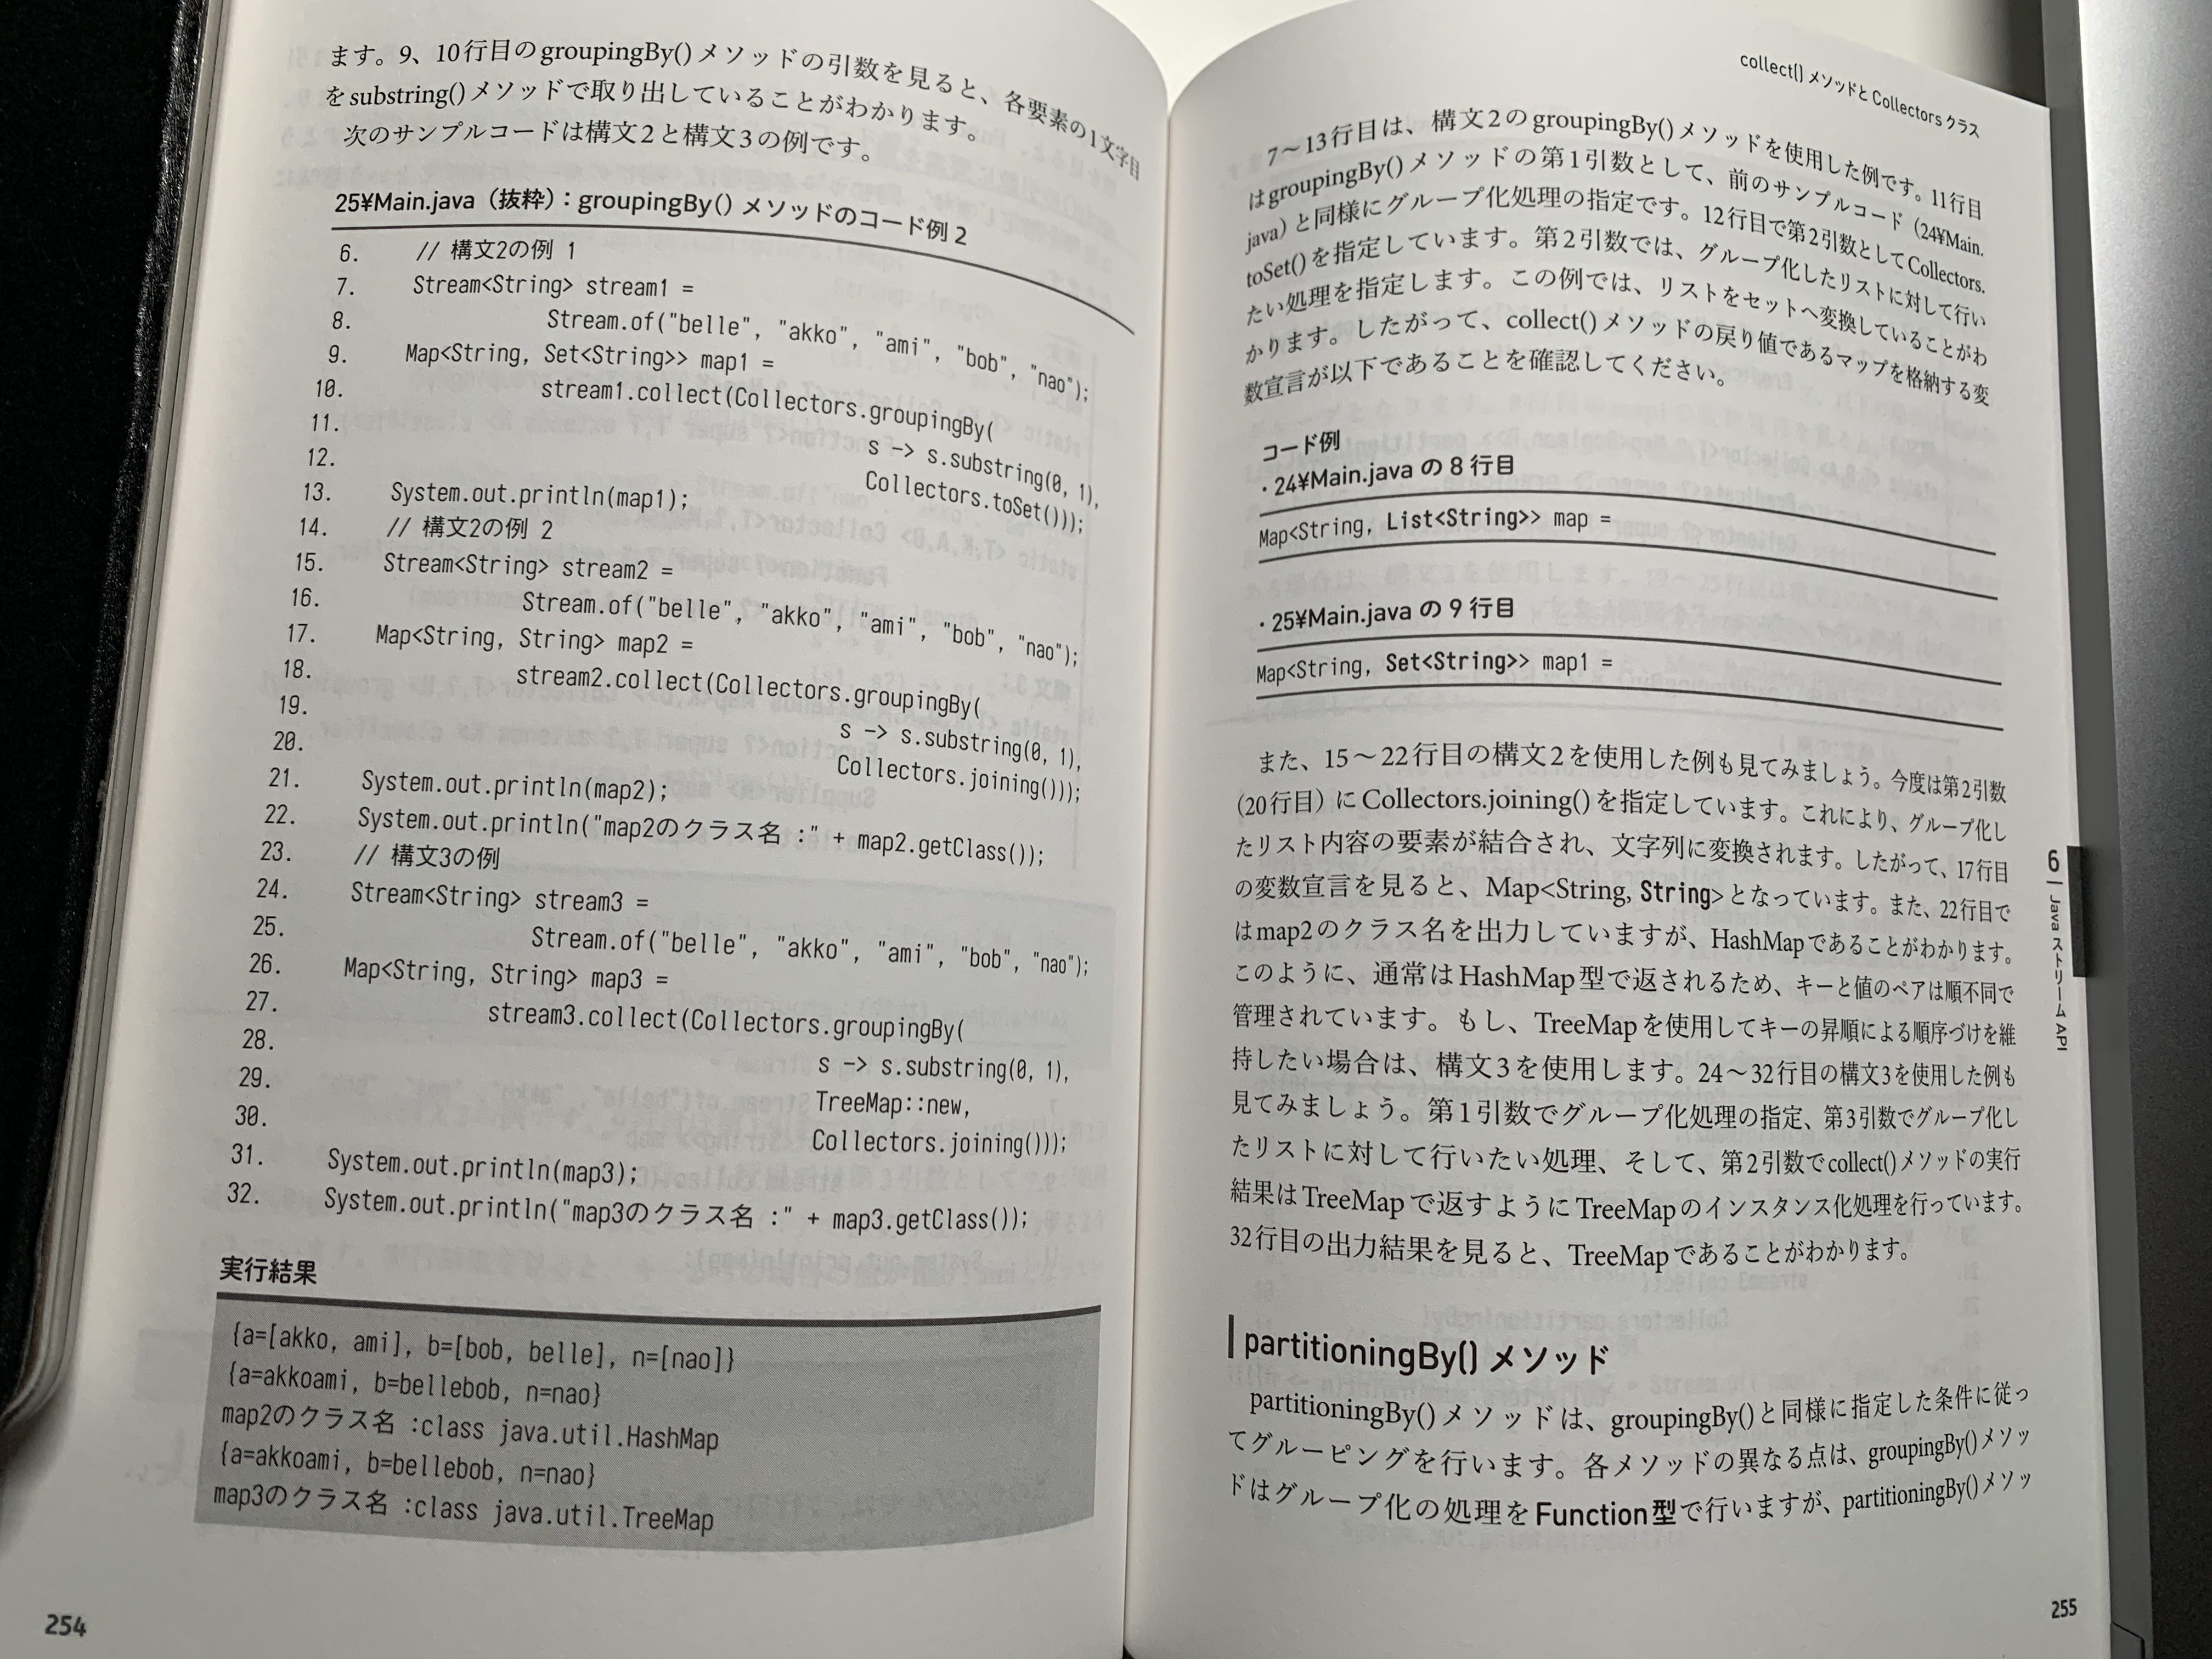 ます。9、10行目のgroupingBy()メソッドの引数を見ると、各要素の1文字目
をsubstring()メソッドで取り出していることがわかります。
次のサンプルコードは構文2と構文3の例です。
25¥Main.java（抜粋）：groupingBy() メソッドのコード例 2
6. // 構文2の例 1
7. Stream<String> stream1 =
8. Stream.of("belle", "akko", "ami", "bob", "nao");
9. Map<String, Set<String>> map1 =
10. stream1.collect(Collectors.groupingBy(
11. s -> s.substring(0, 1),
12. Collectors.toSet()));
13. System.out.println(map1);
14. // 構文2の例 2
15. Stream<String> stream2 =
16. Stream.of("belle", "akko", "ami", "bob", "nao");
17. Map<String, String> map2 =
18. stream2.collect(Collectors.groupingBy(
19. s -> s.substring(0, 1),
20. Collectors.joining()));
21. System.out.println(map2);
22. System.out.println("map2のクラス名 :" + map2.getClass());
23. // 構文3の例
24. Stream<String> stream3 =
25. Stream.of("belle", "akko", "ami", "bob", "nao");
26. Map<String, String> map3 =
27. stream3.collect(Collectors.groupingBy(
28. s -> s.substring(0, 1),
29. TreeMap::new,
30. Collectors.joining()));
31. System.out.println(map3);
32. System.out.println("map3のクラス名 :" + map3.getClass());
実行結果
{a=[akko, ami], b=[bob, belle], n=[nao]}
{a=akkoami, b=bellebob, n=nao}
map2のクラス名 :class java.util.HashMap
{a=akkoami, b=bellebob, n=nao}
map3のクラス名 :class java.util.TreeMap
254
collect() メソッドと Collectors クラス
7～13行目は、構文2のgroupingBy()メソッドを使用した例です。11行目
はgroupingBy()メソッドの第1引数として、前のサンプルコード（24¥Main.
java）と同様にグループ化処理の指定です。12行目で第2引数としてCollectors.
toSet()を指定しています。第2引数では、グループ化したリストに対して行い
たい処理を指定します。この例では、リストをセットへ変換していることがわ
かります。したがって、collect()メソッドの戻り値であるマップを格納する変
数宣言が以下であることを確認してください。
コード例
・24¥Main.java の 8 行目
Map<String, List<String>> map =
・25¥Main.java の 9 行目
Map<String, Set<String>> map1 =
また、15～22行目の構文2を使用した例も見てみましょう。今度は第2引数
（20行目）にCollectors.joining()を指定しています。これにより、グループ化し
たリスト内容の要素が結合され、文字列に変換されます。したがって、17行目
の変数宣言を見ると、Map<String, String>となっています。また、22行目で
はmap2のクラス名を出力していますが、HashMapであることがわかります。
このように、通常はHashMap型で返されるため、キーと値のペアは順不同で
管理されています。もし、TreeMapを使用してキーの昇順による順序づけを維
持したい場合は、構文3を使用します。24～32行目の構文3を使用した例も
見てみましょう。第1引数でグループ化処理の指定、第3引数でグループ化し
たリストに対して行いたい処理、そして、第2引数でcollect()メソッドの実行
結果はTreeMapで返すようにTreeMapのインスタンス化処理を行っています。
32行目の出力結果を見ると、TreeMapであることがわかります。
partitioningBy() メソッド
partitioningBy()メソッドは、groupingBy()と同様に指定した条件に従っ
てグルーピングを行います。各メソッドの異なる点は、groupingBy()メソッ
ドはグループ化の処理をFunction型で行いますが、partitioningBy()メソッ
6 Java ストリーム API
255